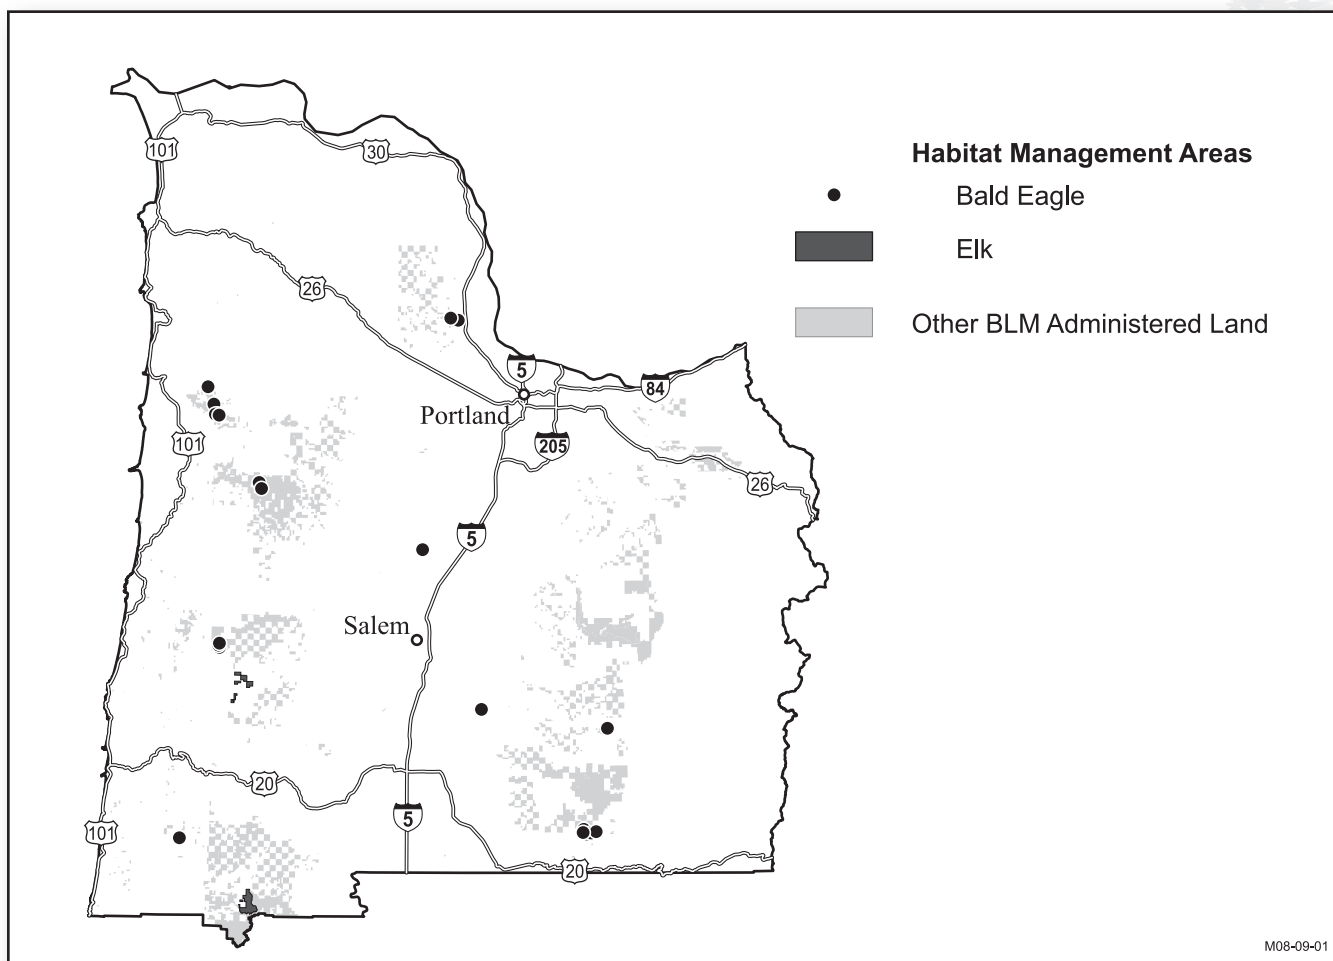 Habitat Management Areas
Bald Eagle
Elk
Other BLM Administered Land
101
30
26
5
84
Portland
101
205
26
5
Salem
20
5
101
20
M08-09-01